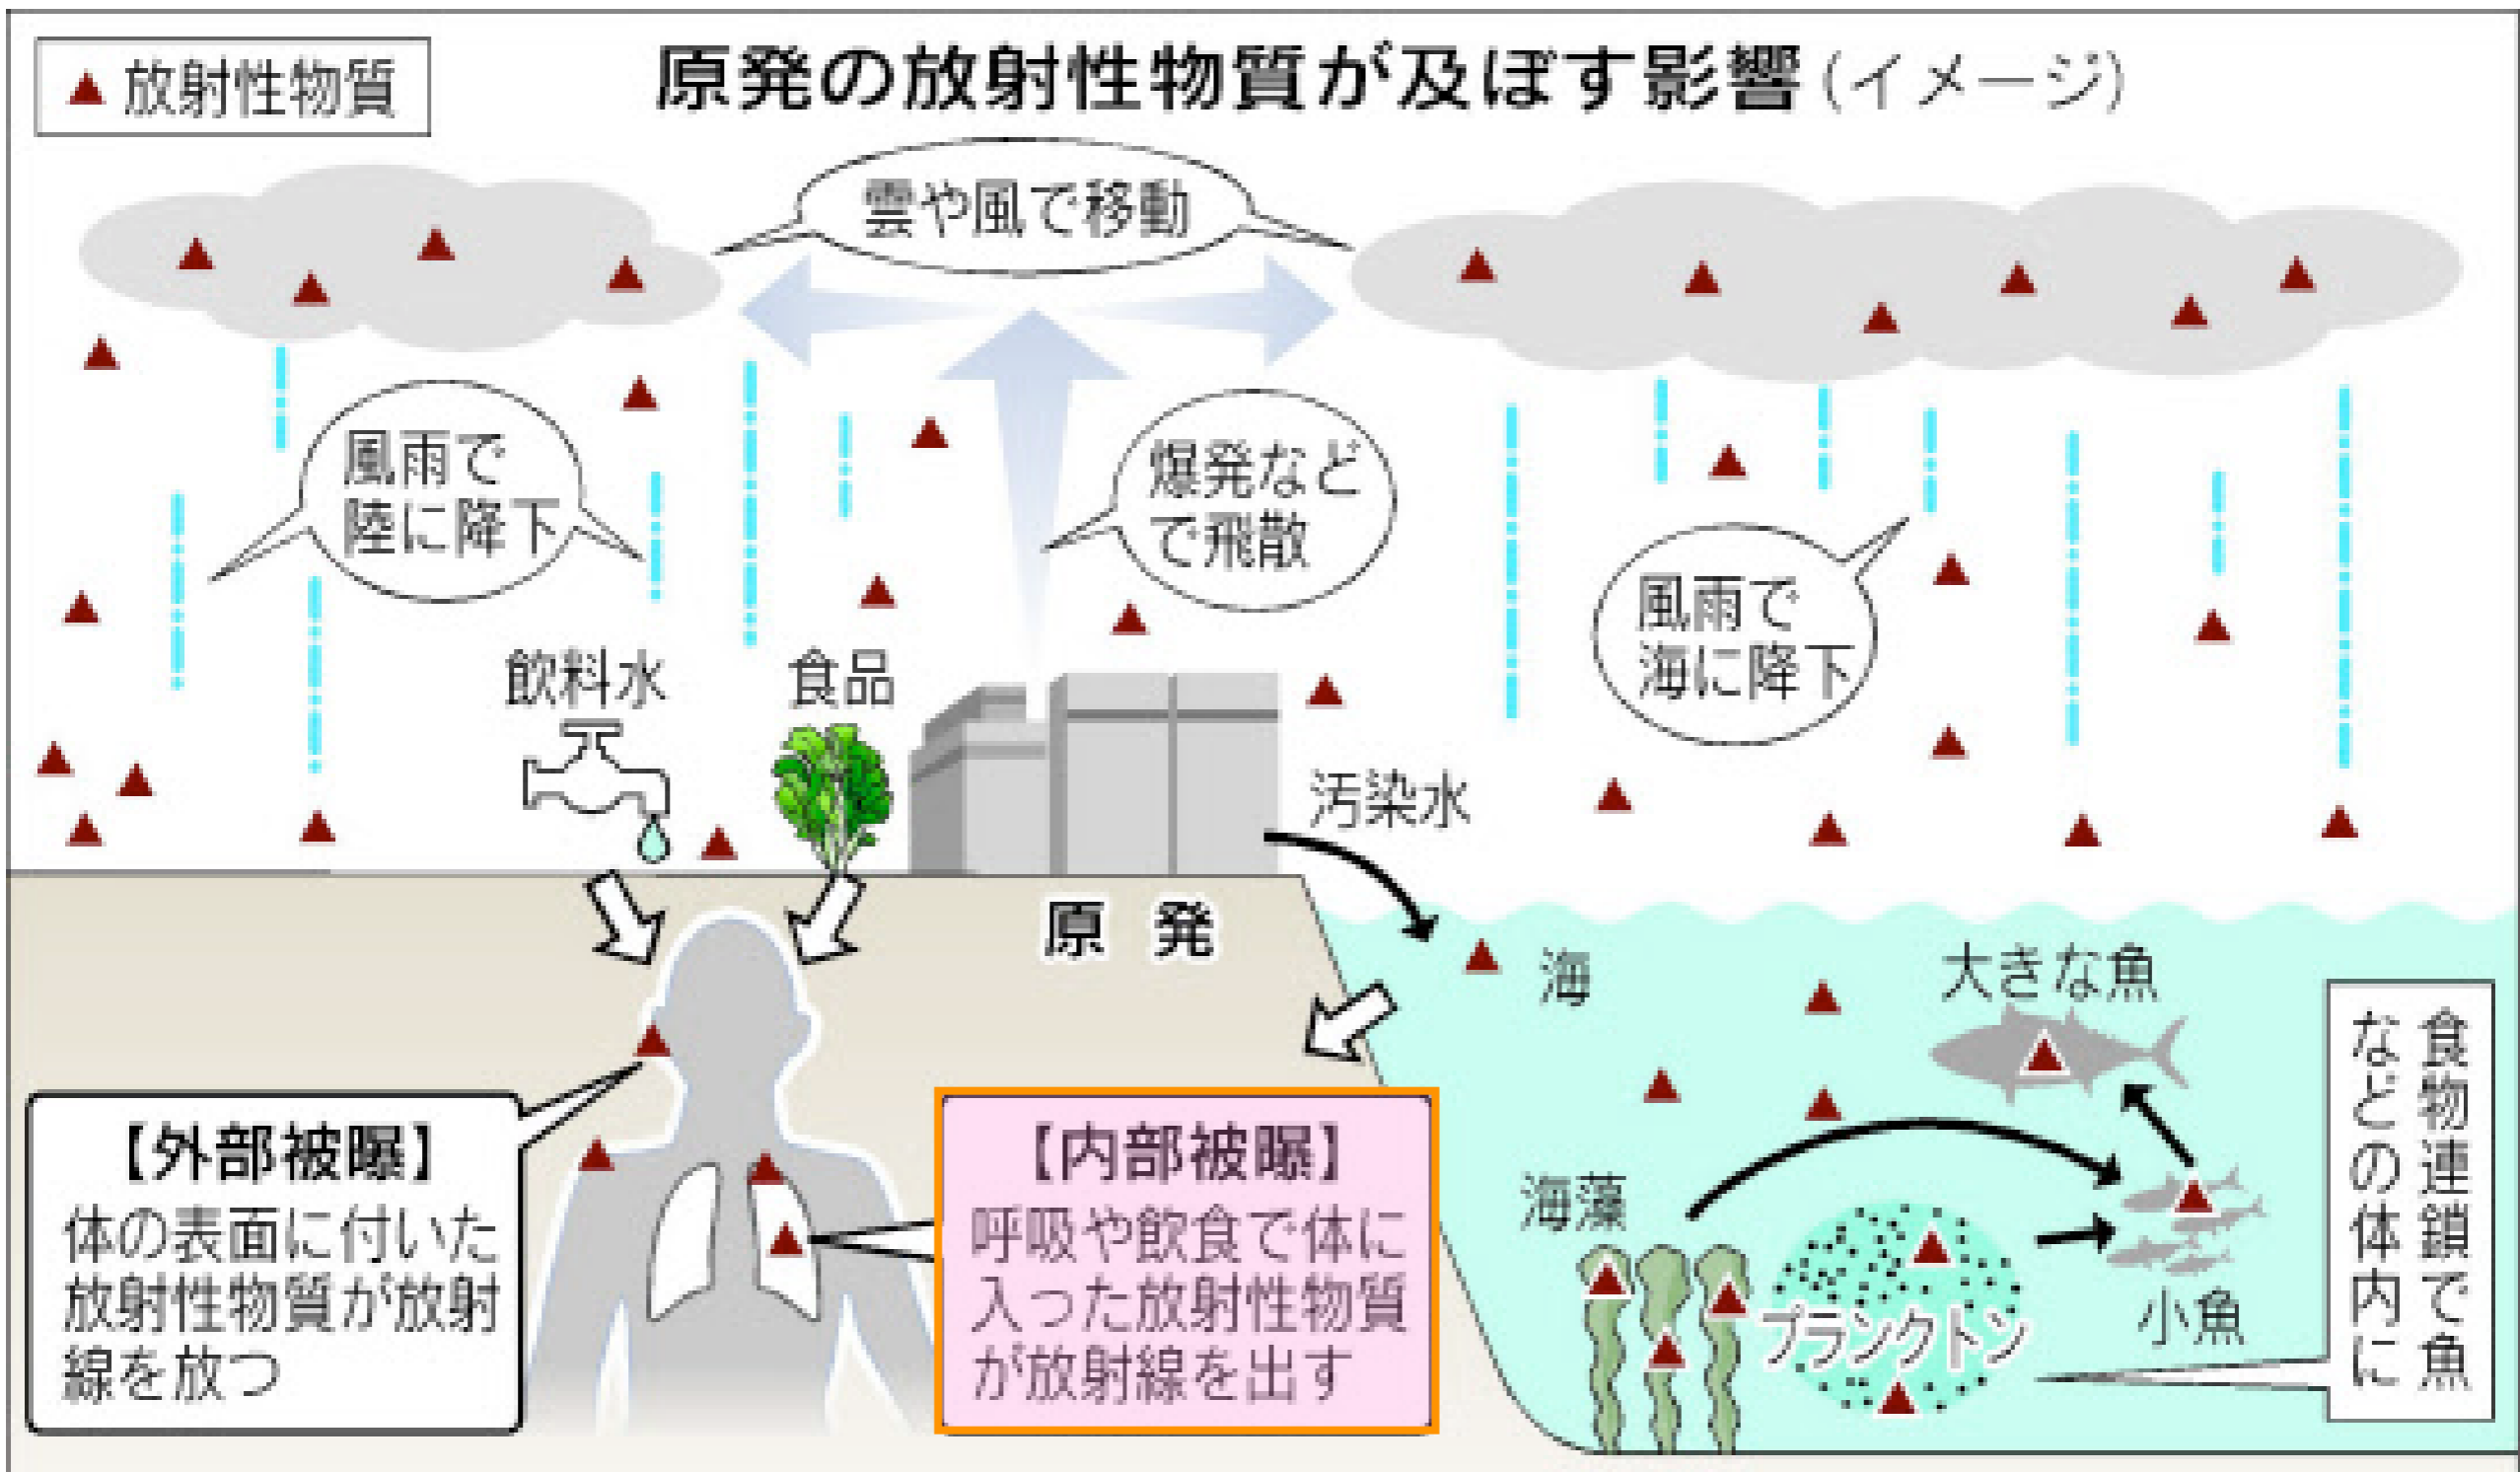 ▲放射性物質
原発の放射性物質が及ぼす影響(イメージ)
雲や風で移動
風雨で
陸に降下
爆発など
で飛散
風雨で
海に降下
飲料水
食品
汚染水
原 発
海
大きな魚
食物連鎖で魚
などの体内に
【外部被曝】
体の表面に付いた
放射性物質が放射
線を放つ
【内部被曝】
呼吸や飲食で体に
入った放射性物質
が放射線を出す
海藻
プランクトン
小魚